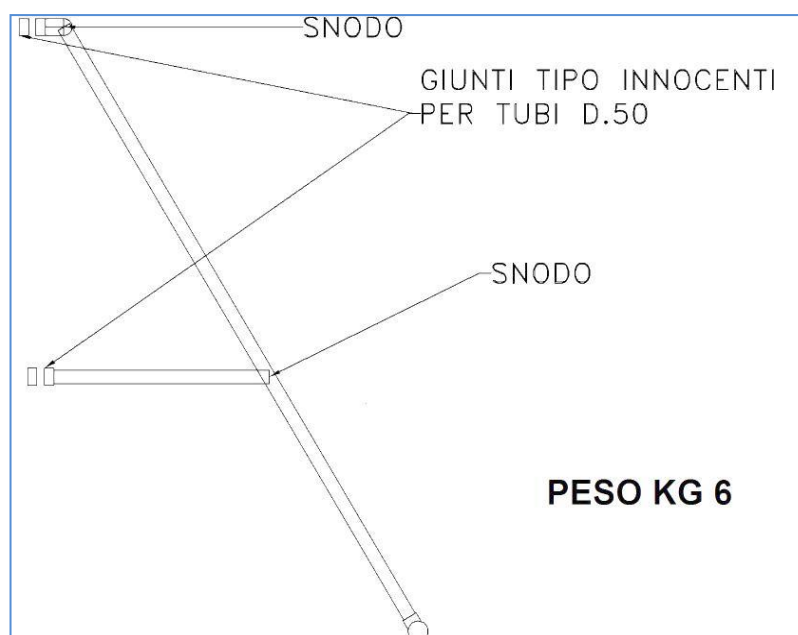 SNODO
GIUNTI TIPO INNOCENTI
PER TUBI D.50
SNODO
PESO KG 6